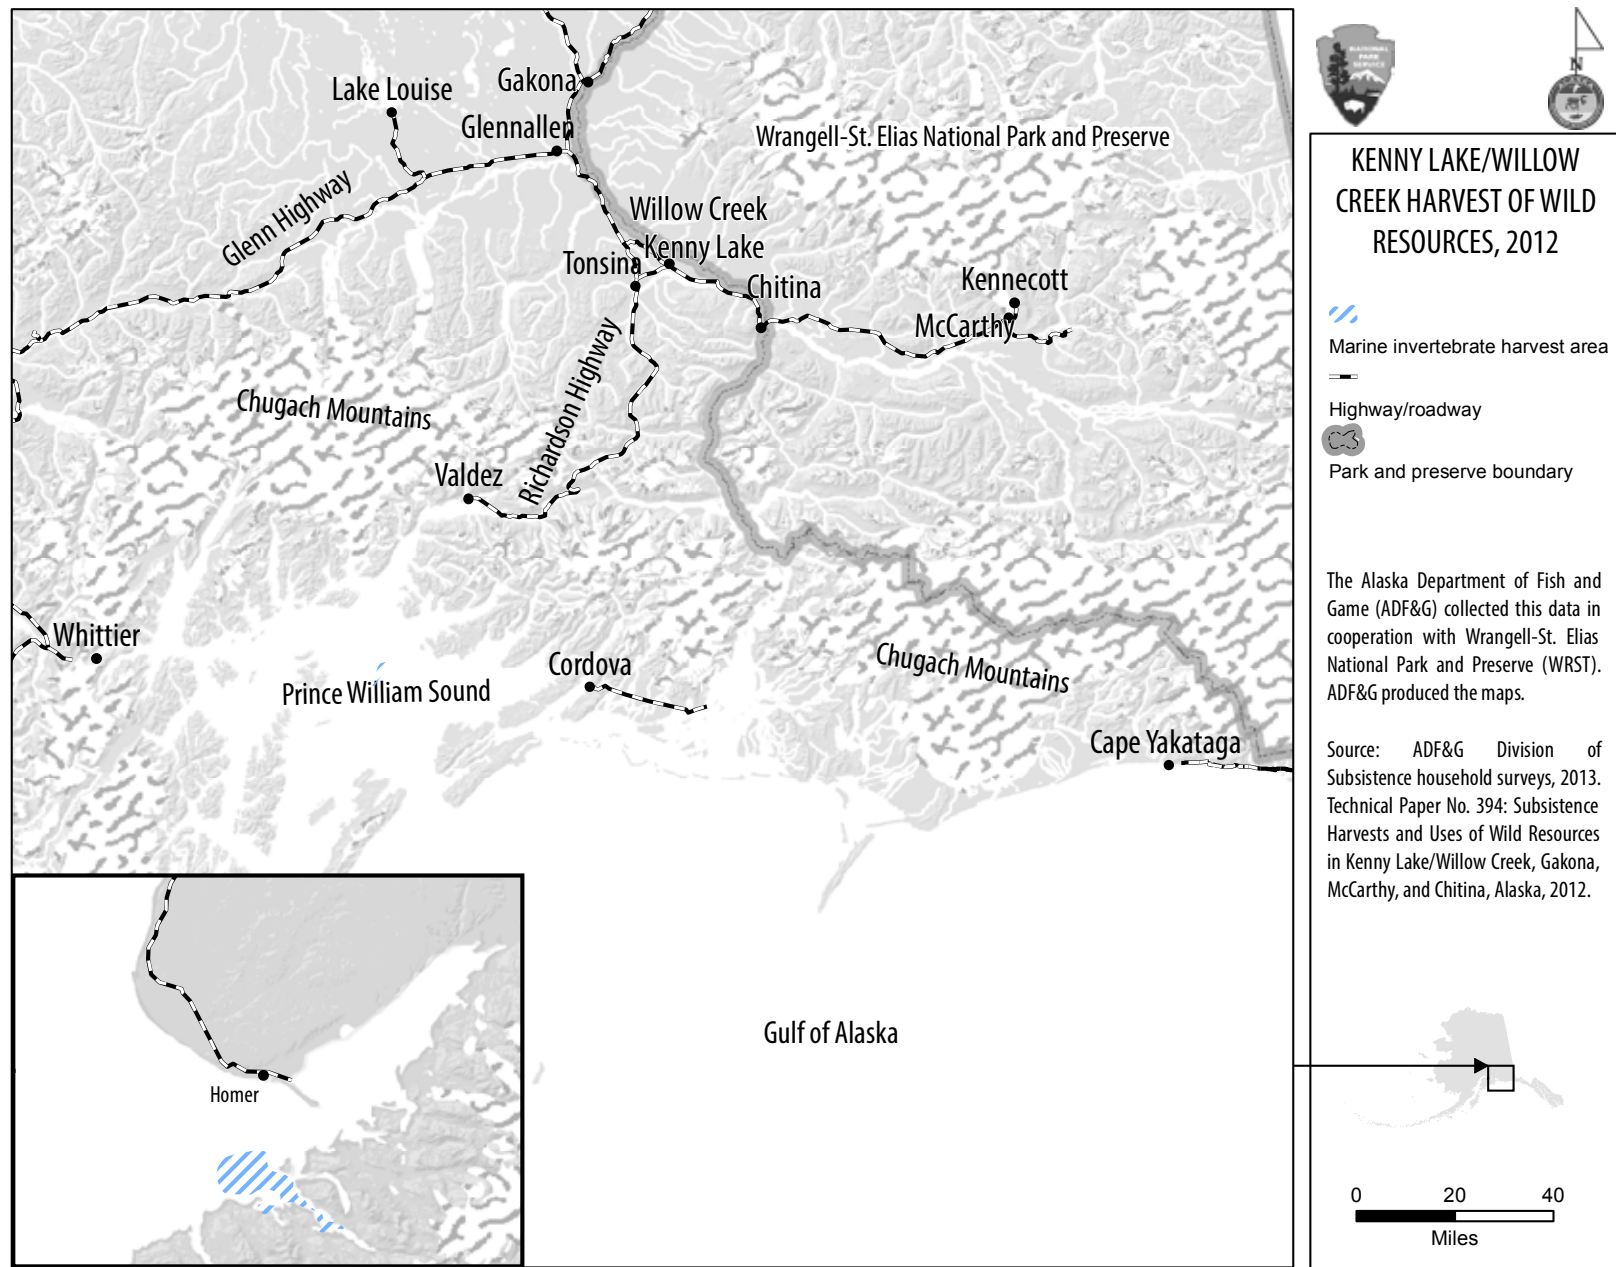 Gakona
Lake Louise
Glennallen
Wrangell-St. Elias National Park and Preserve
Glenn Highway
Willow Creek
Kenny Lake
Tonsina
Chitina
Kennecott
McCarthy
Richardson Highway
Chugach Mountains
Valdez
Whittier
Prince William Sound
Cordova
Chugach Mountains
Cape Yakataga
Gulf of Alaska
Homer
NATIONAL
PARK
SERVICE
N
KENNY LAKE/WILLOW
CREEK HARVEST OF WILD
RESOURCES, 2012
Marine invertebrate harvest area
Highway/roadway
Park and preserve boundary
The Alaska Department of Fish and
Game (ADF&G) collected this data in
cooperation with Wrangell-St. Elias
National Park and Preserve (WRST).
ADF&G produced the maps.
Source: ADF&G Division of
Subsistence household surveys, 2013.
Technical Paper No. 394: Subsistence
Harvests and Uses of Wild Resources
in Kenny Lake/Willow Creek, Gakona,
McCarthy, and Chitina, Alaska, 2012.
0 20 40
Miles